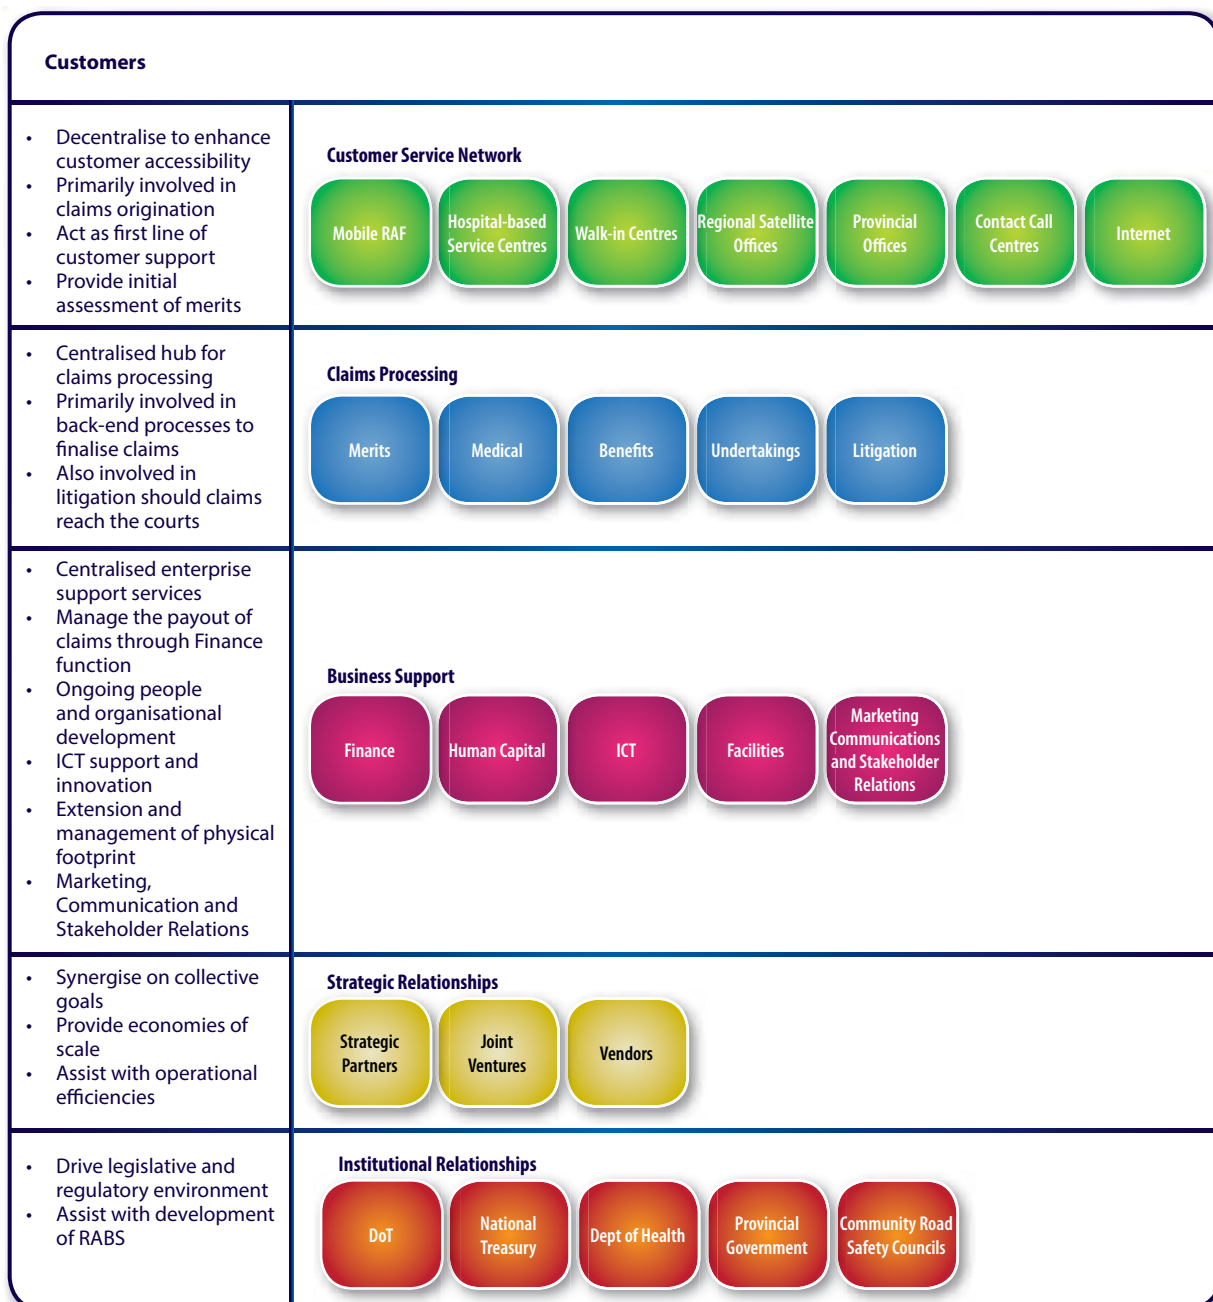 Customers
• Decentralise to enhance
customer accessibility
• Primarily involved in
claims origination
• Act as first line of
customer support
• Provide initial
assessment of merits
Customer Service Network
Mobile RAF
Hospital-based
Service Centres
Walk-in Centres
Regional Satellite
Offices
Provincial
Offices
Contact Call
Centres
Internet
• Centralised hub for
claims processing
• Primarily involved in
back-end processes to
finalise claims
• Also involved in
litigation should claims
reach the courts
Claims Processing
Merits
Medical
Benefits
Undertakings
Litigation
• Centralised enterprise
support services
• Manage the payout of
claims through Finance
function
• Ongoing people
and organisational
development
• ICT support and
innovation
• Extension and
management of physical
footprint
• Marketing,
Communication and
Stakeholder Relations
Business Support
Finance
Human Capital
ICT
Facilities
Marketing
Communications
and Stakeholder
Relations
• Synergise on collective
goals
• Provide economies of
scale
• Assist with operational
efficiencies
Strategic Relationships
Strategic
Partners
Joint
Ventures
Vendors
• Drive legislative and
regulatory environment
• Assist with development
of RABS
Institutional Relationships
DoT
National
Treasury
Dept of Health
Provincial
Government
Community Road
Safety Councils